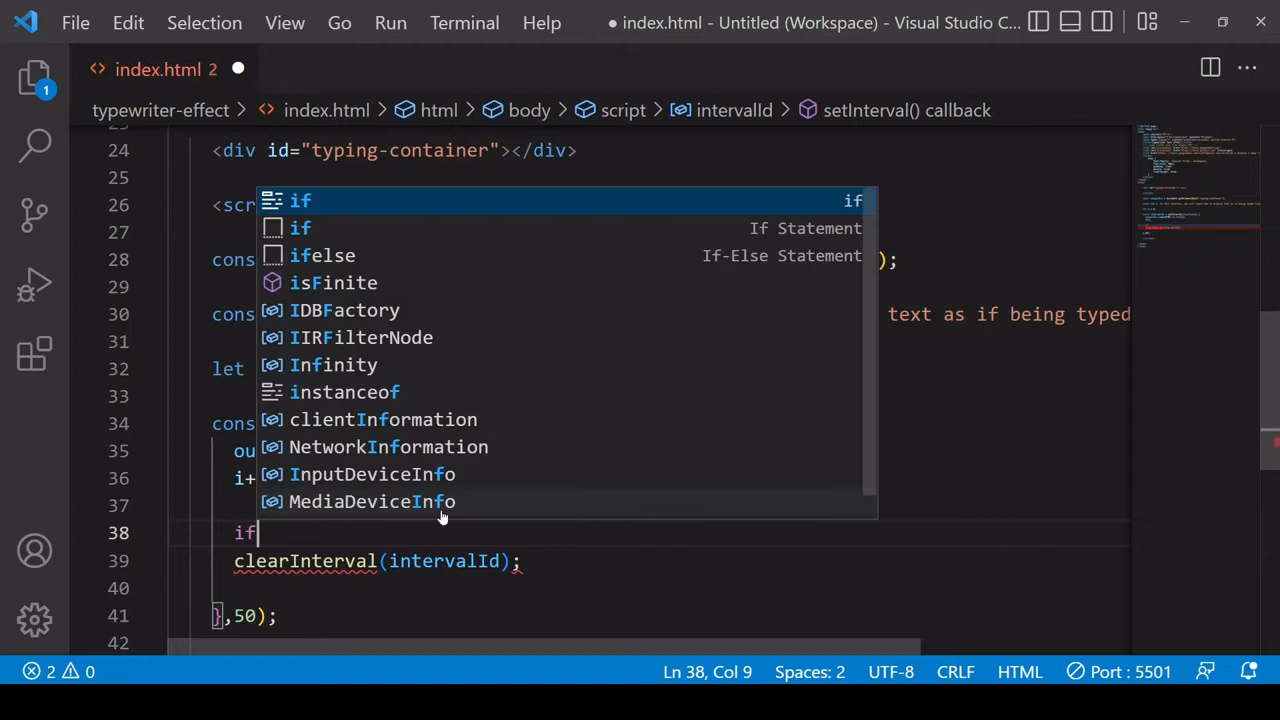 File Edit Selection View Go Run Terminal Help ● index.html - Untitled (Workspace) - Visual Studio C...
<> index.html 2 ●
typewriter-effect > <> index.html > html > body > script > intervalId > setInterval() callback
24 <div id="typing-container"></div>
25
26 <scr
27
28 cons );
29
30 cons text as if being typed
31
32 let
33
34 cons
35 ou
36 i+
37
38 if
39 clearInterval(intervalId);
40
41 },50);
42
if if
if If Statement
ifelse If-Else Statement
isFinite
IDBFactory
IIRFilterNode
Infinity
instanceof
clientInformation
NetworkInformation
InputDeviceInfo
MediaDeviceInfo
1
2 0 Ln 38, Col 9 Spaces: 2 UTF-8 CRLF HTML Port : 5501